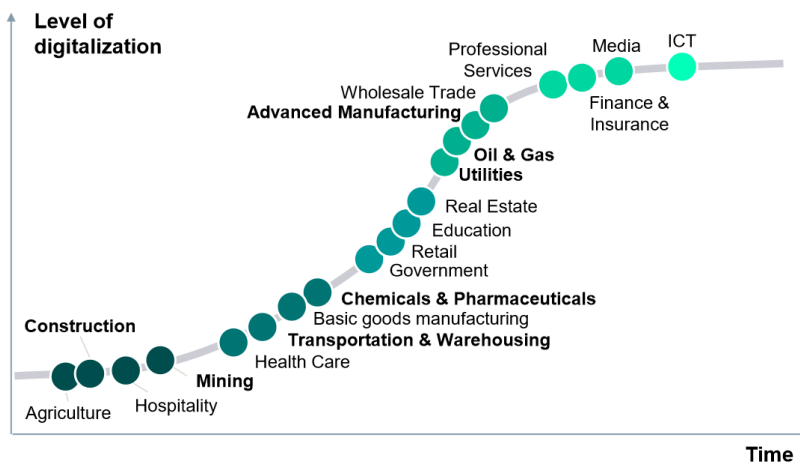 Level of
digitalization
ICT
Media
Professional
Services
Wholesale Trade
Finance &
Insurance
Advanced Manufacturing
Oil & Gas
Utilities
Real Estate
Education
Retail
Government
Chemicals & Pharmaceuticals
Basic goods manufacturing
Construction
Transportation & Warehousing
Health Care
Mining
Hospitality
Agriculture
Time